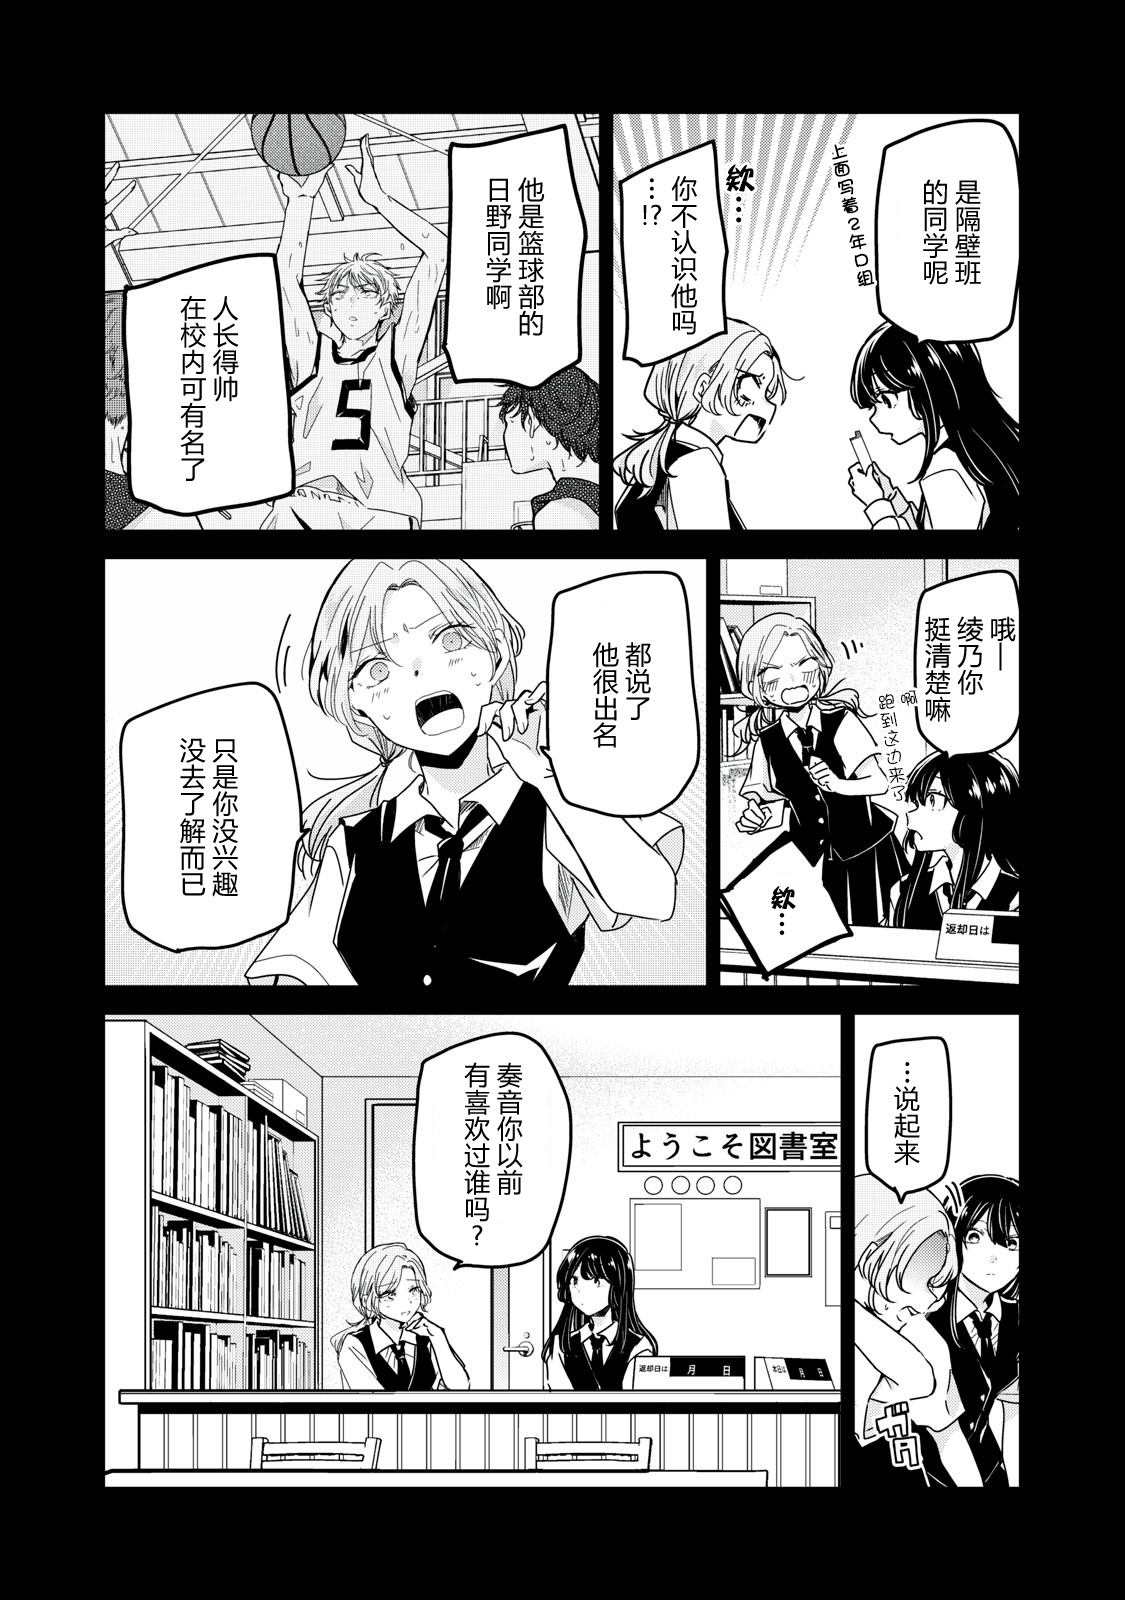 是隔壁班
的同学呢
上面写着2年D组
欸…
你不认识他吗
…!?
他是篮球部的
日野同学啊
5
人长得帅
在校内可有名了
哦—
绫乃你
挺清楚嘛
啊
跑到这边来了
欸…
返却日は
都说了
他很出名
只是你没兴趣
没去了解而已
…说起来
ガタ
奏音你以前
有喜欢过谁吗?
ようこそ図書室
返却日は 月 日
本日は 月 日